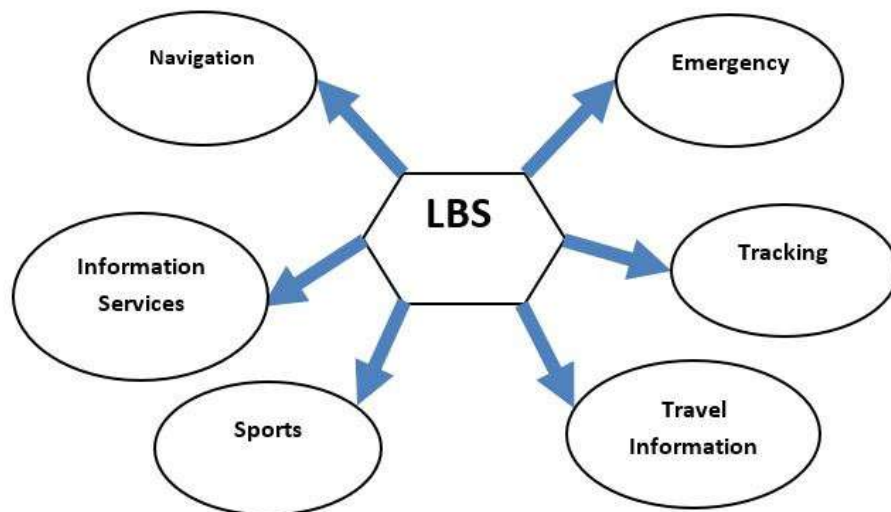 Navigation
Emergency
LBS
Information
Services
Tracking
Sports
Travel
Information